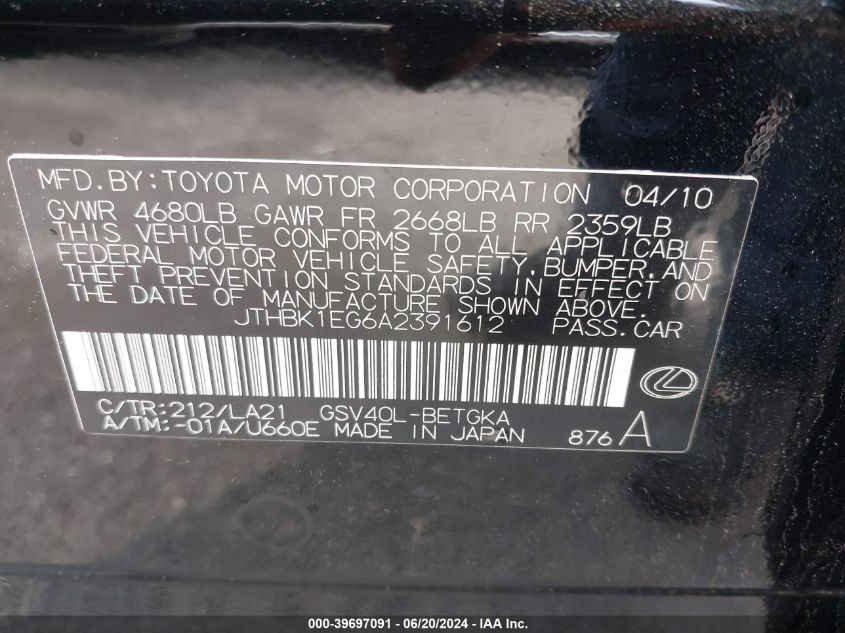 MFD.BY:TOYOTA MOTOR CORPORATION 04/10
GVWR 4680LB GAWR FR 2668LB RR 2359LB
THIS VEHICLE CONFORMS TO ALL APPLICABLE
FEDERAL MOTOR VEHICLE SAFETY,BUMPER,AND
THEFT PREVENTION STANDARDS IN EFFECT ON
THE DATE OF MANUFACTURE SHOWN ABOVE.
JTHBK1EG6A2391612 PASS.CAR
C/TR:212/LA21 GSV40L-BETGKA
A/TM:-01A/U660E MADE IN JAPAN 876A
000-39697091 - 06/20/2024 - IAA Inc.